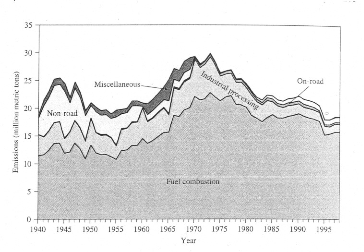 35
30
25
20
15
10
5
0
Emissions (million metric tons)
Miscellaneous
Industrial processing
On-road
Non-road
Fuel combustion
1940 1945 1950 1955 1960 1965 1970 1975 1980 1985 1990 1995
Year